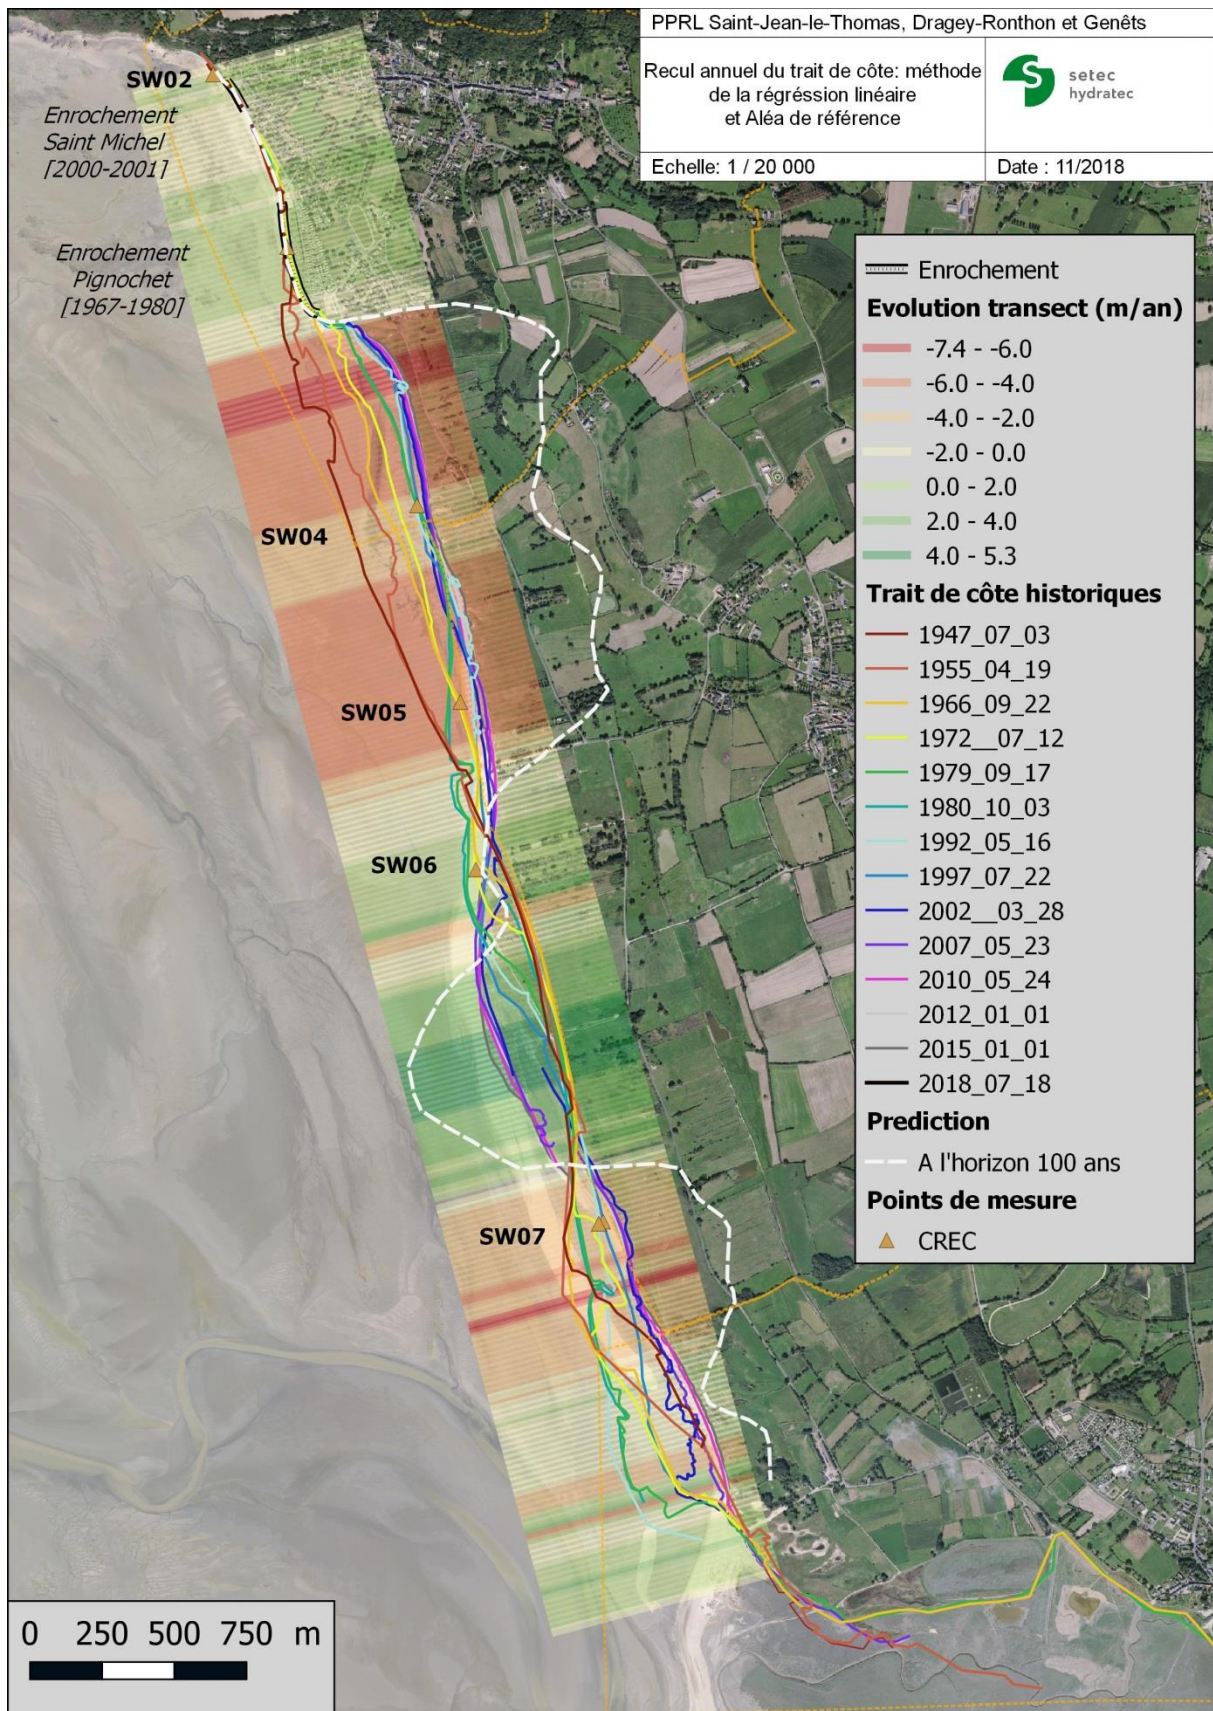 PPRL Saint-Jean-le-Thomas, Dragey-Ronthon et Genêts
Recul annuel du trait de côte: méthode
de la régréssion linéaire
et Aléa de référence
setec
hydratec
Echelle: 1 / 20 000
Date : 11/2018
SW02
Enrochement
Saint Michel
[2000-2001]
Enrochement
Pignochet
[1967-1980]
SW04
SW05
SW06
SW07
Enrochement
Evolution transect (m/an)
-7.4 - -6.0
-6.0 - -4.0
-4.0 - -2.0
-2.0 - 0.0
0.0 - 2.0
2.0 - 4.0
4.0 - 5.3
Trait de côte historiques
1947_07_03
1955_04_19
1966_09_22
1972__07_12
1979_09_17
1980_10_03
1992_05_16
1997_07_22
2002__03_28
2007_05_23
2010_05_24
2012_01_01
2015_01_01
2018_07_18
Prediction
A l'horizon 100 ans
Points de mesure
CREC
0 250 500 750 m